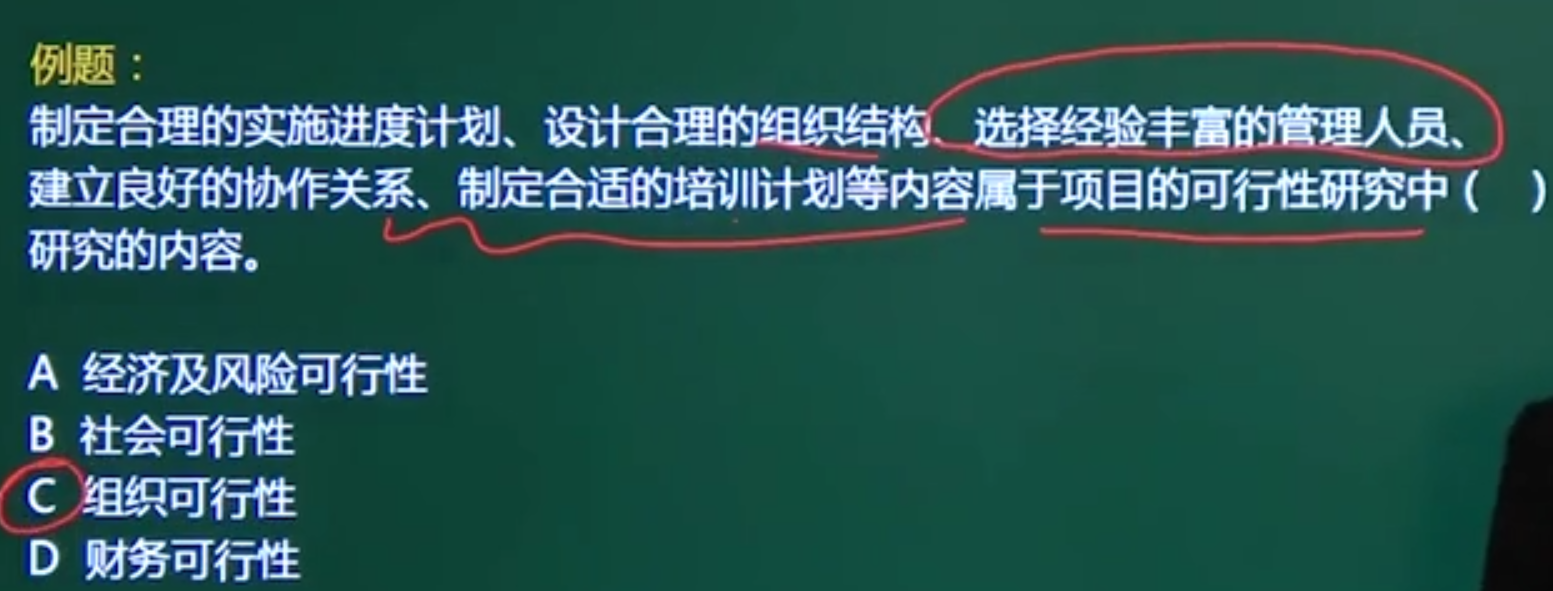 例题：
制定合理的实施进度计划、设计合理的组织结构、选择经验丰富的管理人员、
建立良好的协作关系、制定合适的培训计划等内容属于项目的可行性研究中（ ）
研究的内容。
A 经济及风险可行性
B 社会可行性
C 组织可行性
D 财务可行性